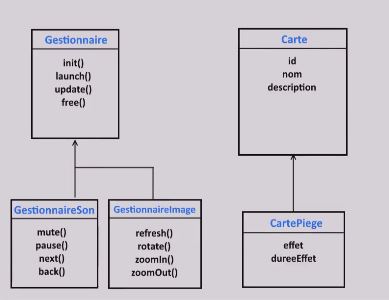 Gestionnaire
init()
launch()
update()
free()
Carte
id
nom
description
GestionnaireSon
mute()
pause()
next()
back()
GestionnaireImage
refresh()
rotate()
zoomIn()
zoomOut()
CartePiege
effet
dureeEffet